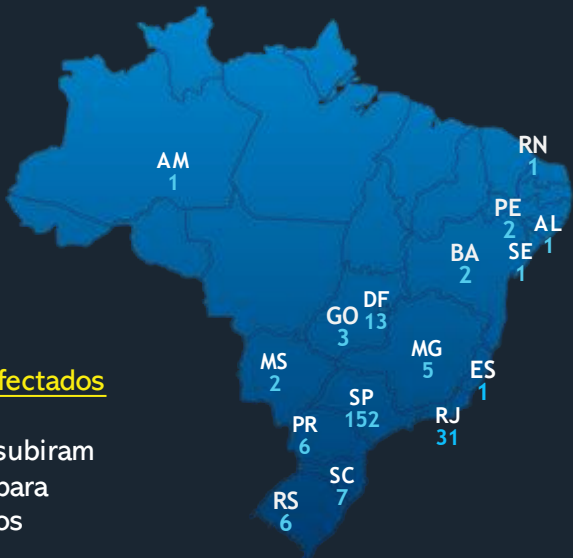 RN
1
AM
1
PE
2
AL
1
BA
2
SE
1
DF
13
GO
3
MG
5
ES
1
MS
2
fectados
SP
152
RJ
31
PR
6
subiram
SC
7
para
RS
6
os